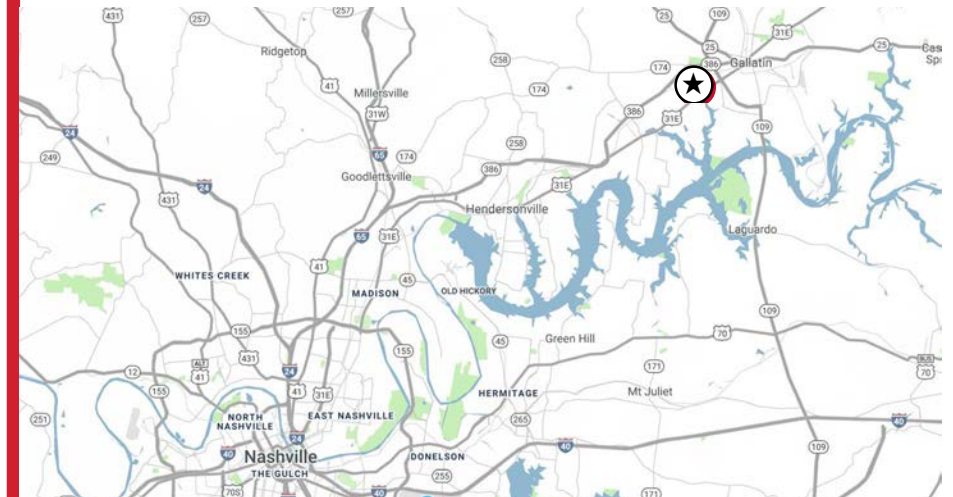 431
257
257
25
109
31E
Ridgetop
258
25
386
Gallatin
174
41
174
Millersville
31W
386
31E
24
109
249
65
174
258
Goodlettsville
386
24
31E
431
Hendersonville
Laguardo
65
31E
41
WHITES CREEK
45
MADISON
OLD HICKORY
109
155
70
45
Green Hill
155
431
ALT
41
24
171
BUS
70
12
155
41
31E
Mt Juliet
HERMITAGE
251
NORTH
NASHVILLE
EAST NASHVILLE
265
40
24
40
109
40
Nashville
DONELSON
THE GULCH
255
70S
40
171